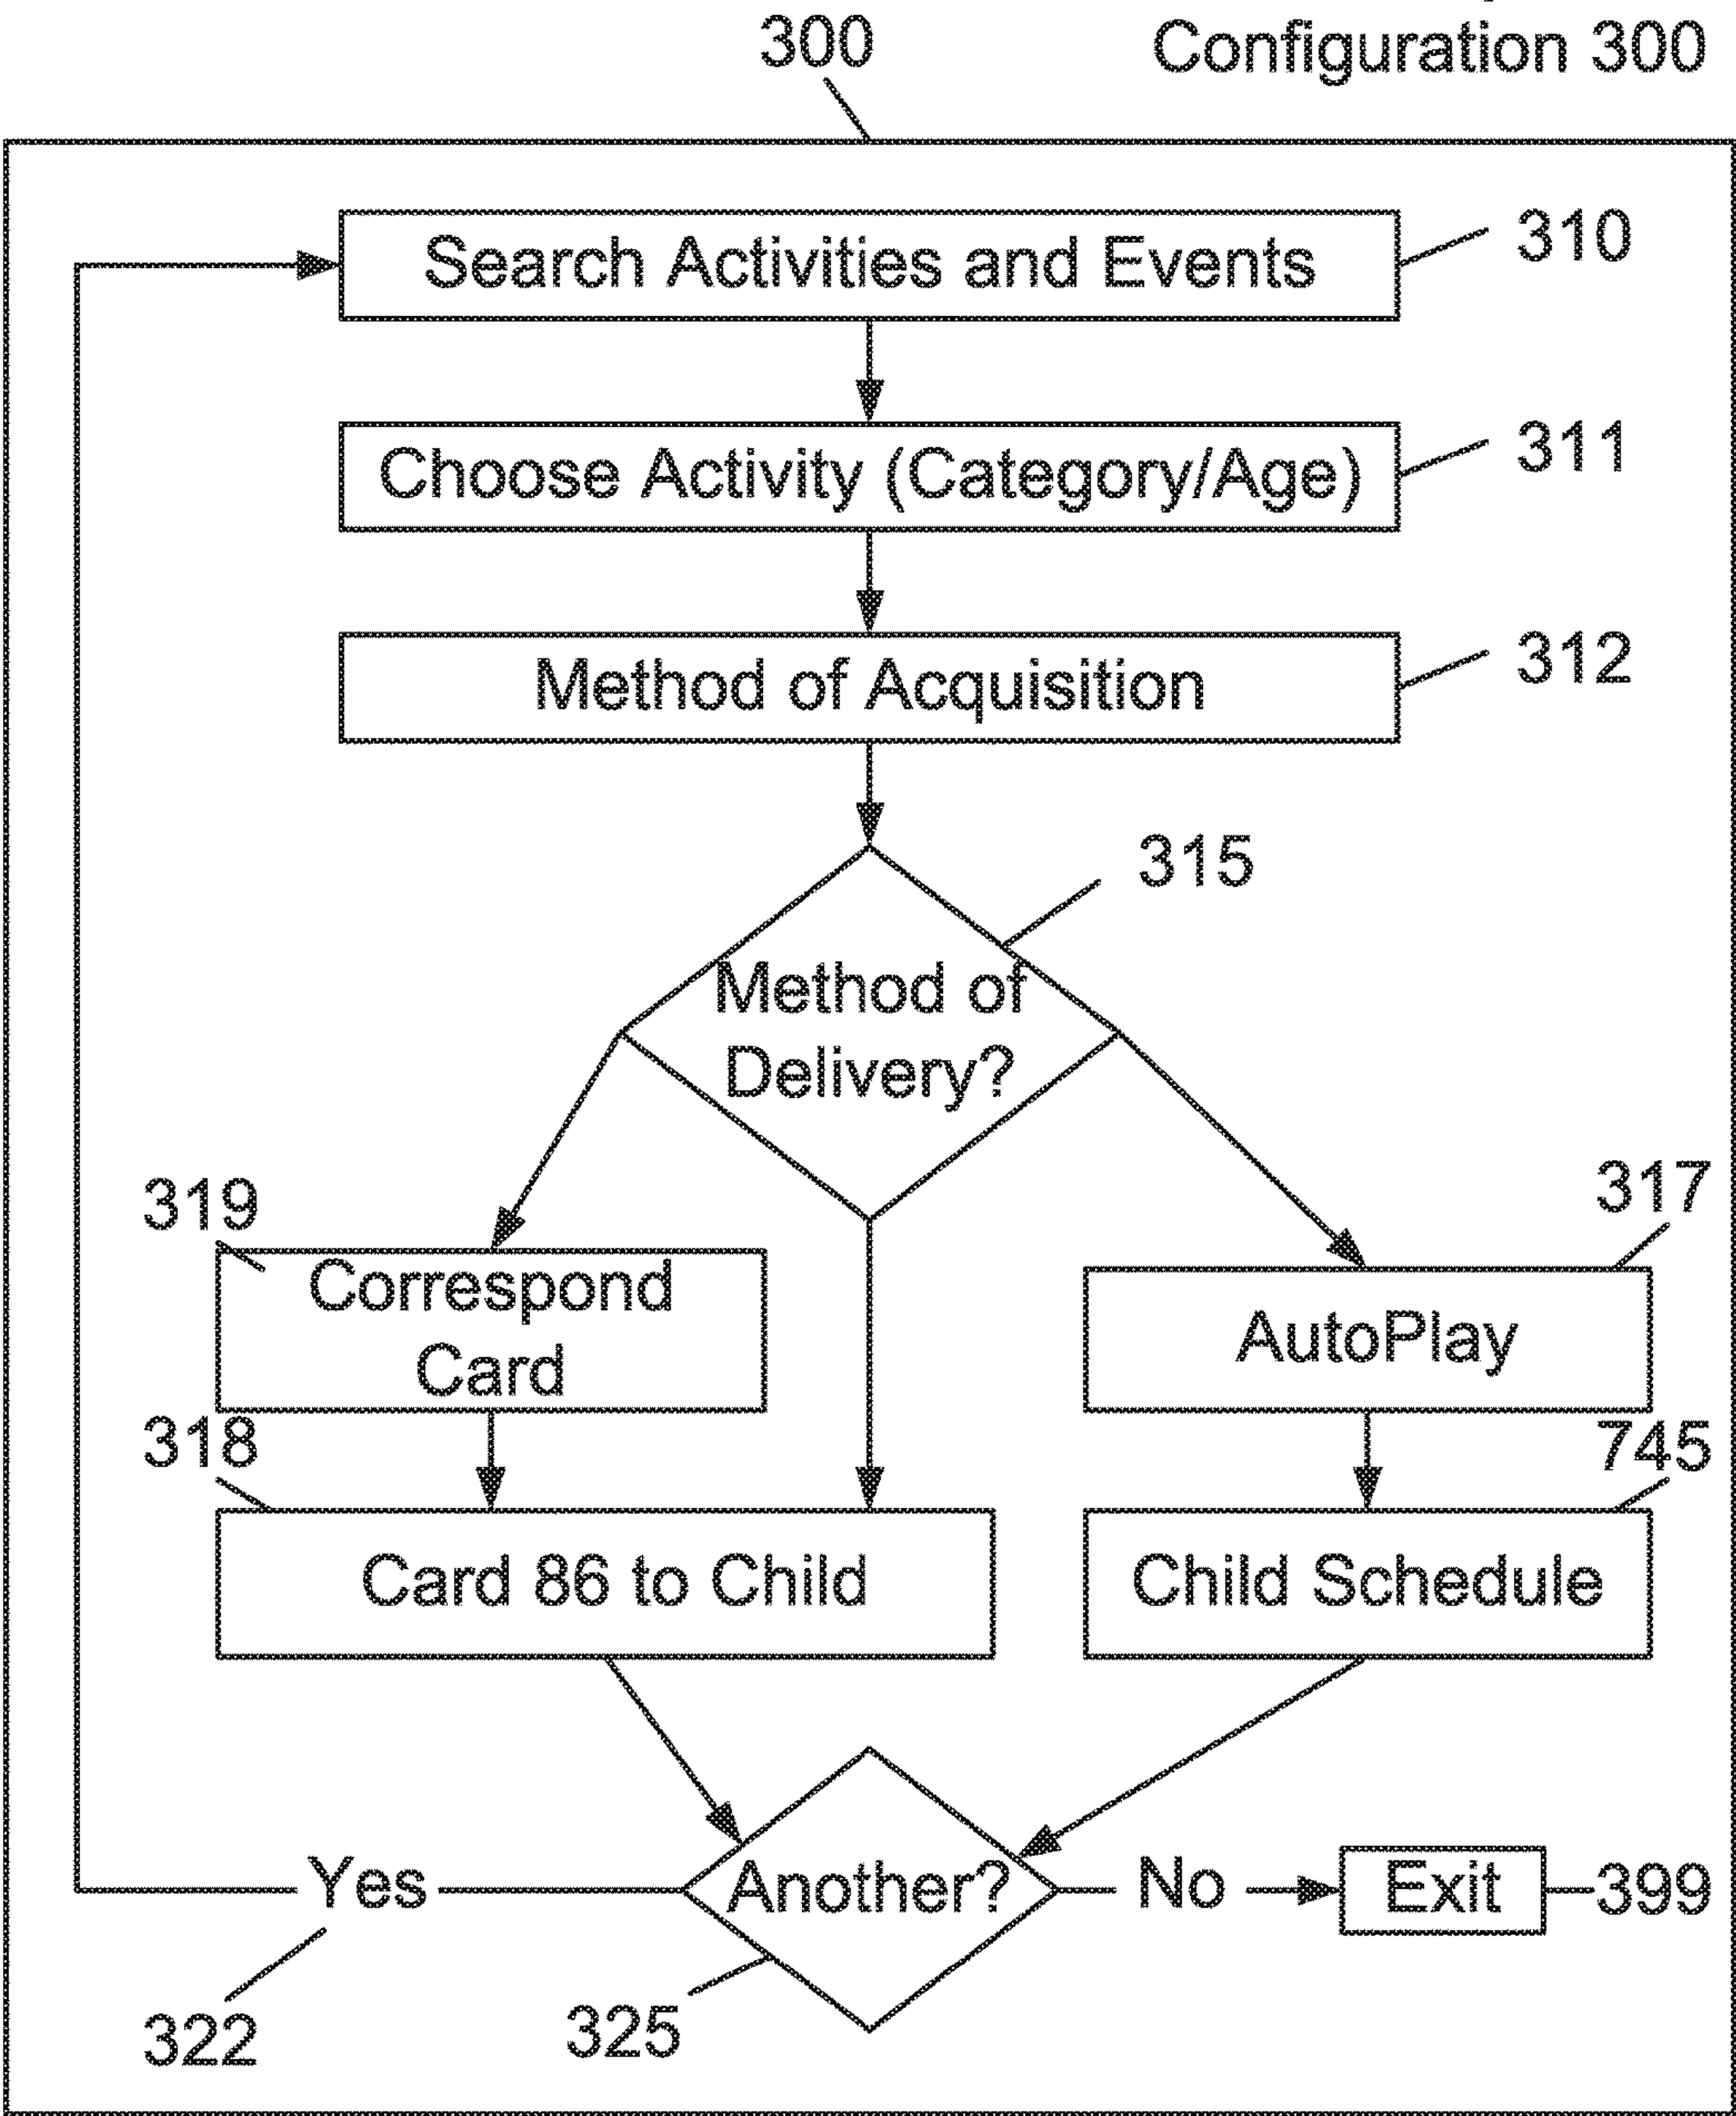 300
Configuration 300
Search Activities and Events
310
Choose Activity (Category/Age)
311
Method of Acquisition
312
315
Method of
Delivery?
319
317
Correspond
Card
AutoPlay
318
745
Card 86 to Child
Child Schedule
Yes
Another?
No
Exit
399
322
325